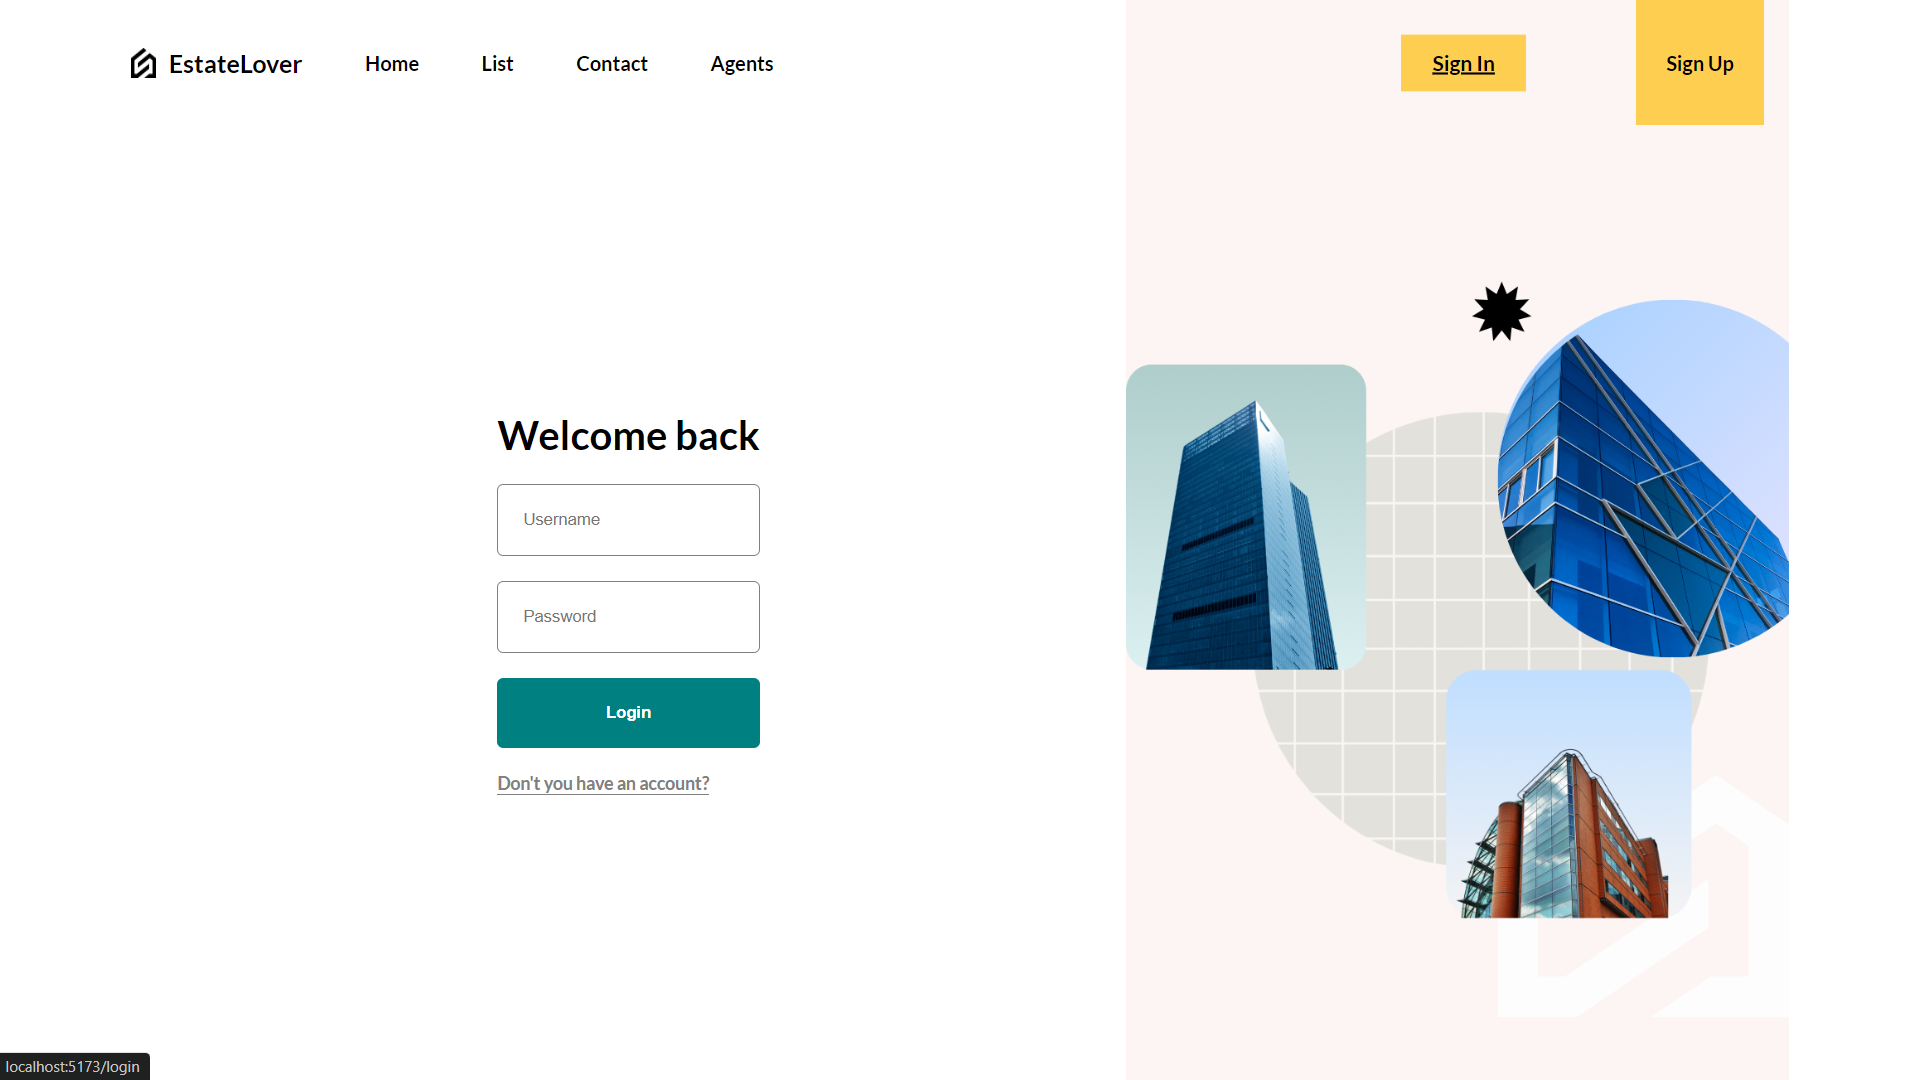 EstateLover
Home
List
Contact
Agents
Sign In
Sign Up
Welcome back
Username
Password
Login
Don't you have an account?
localhost:5173/login